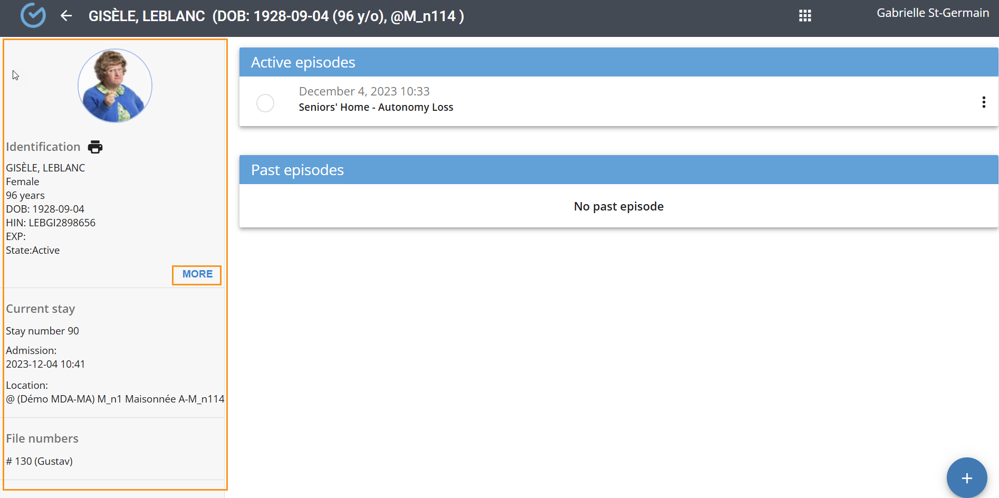 GISÈLE, LEBLANC (DOB: 1928-09-04 (96 y/o), @M_n114 )
Gabrielle St-Germain
Identification
GISÈLE, LEBLANC
Female
96 years
DOB: 1928-09-04
HIN: LEBGI2898656
EXP:
State:Active
MORE
Current stay
Stay number 90
Admission:
2023-12-04 10:41
Location:
@ (Démo MDA-MA) M_n1 Maisonnée A-M_n114
File numbers
# 130 (Gustav)
Active episodes
December 4, 2023 10:33
Seniors' Home - Autonomy Loss
Past episodes
No past episode